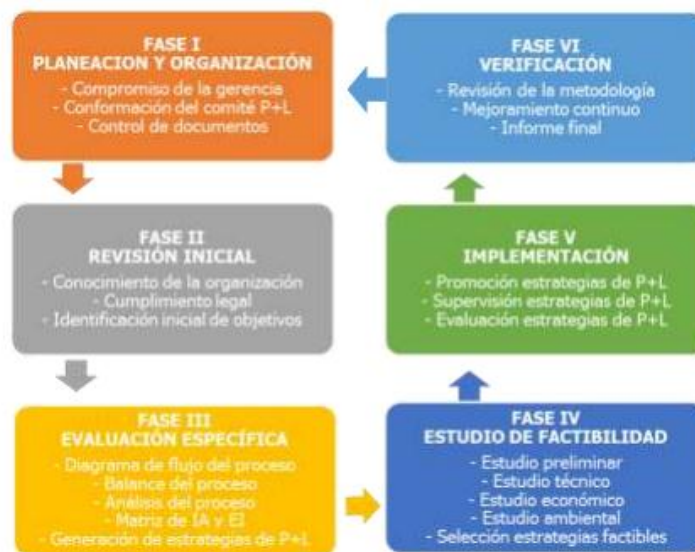 FASE I
PLANEACION Y ORGANIZACIÓN
- Compromiso de la gerencia
- Conformación del comité P+L
- Control de documentos
FASE II
REVISIÓN INICIAL
- Conocimiento de la organización
- Cumplimiento legal
- Identificación inicial de objetivos
FASE III
EVALUACIÓN ESPECÍFICA
- Diagrama de flujo del proceso
- Balance del proceso
- Análisis del proceso
- Matriz de IA y EI
- Generación de estrategias de P+L
FASE IV
ESTUDIO DE FACTIBILIDAD
- Estudio preliminar
- Estudio técnico
- Estudio económico
- Estudio ambiental
- Selección estrategias factibles
FASE V
IMPLEMENTACIÓN
- Promoción estrategias de P+L
- Supervisión estrategias de P+L
- Evaluación estrategias de P+L
FASE VI
VERIFICACIÓN
- Revisión de la metodología
- Mejoramiento continuo
- Informe final